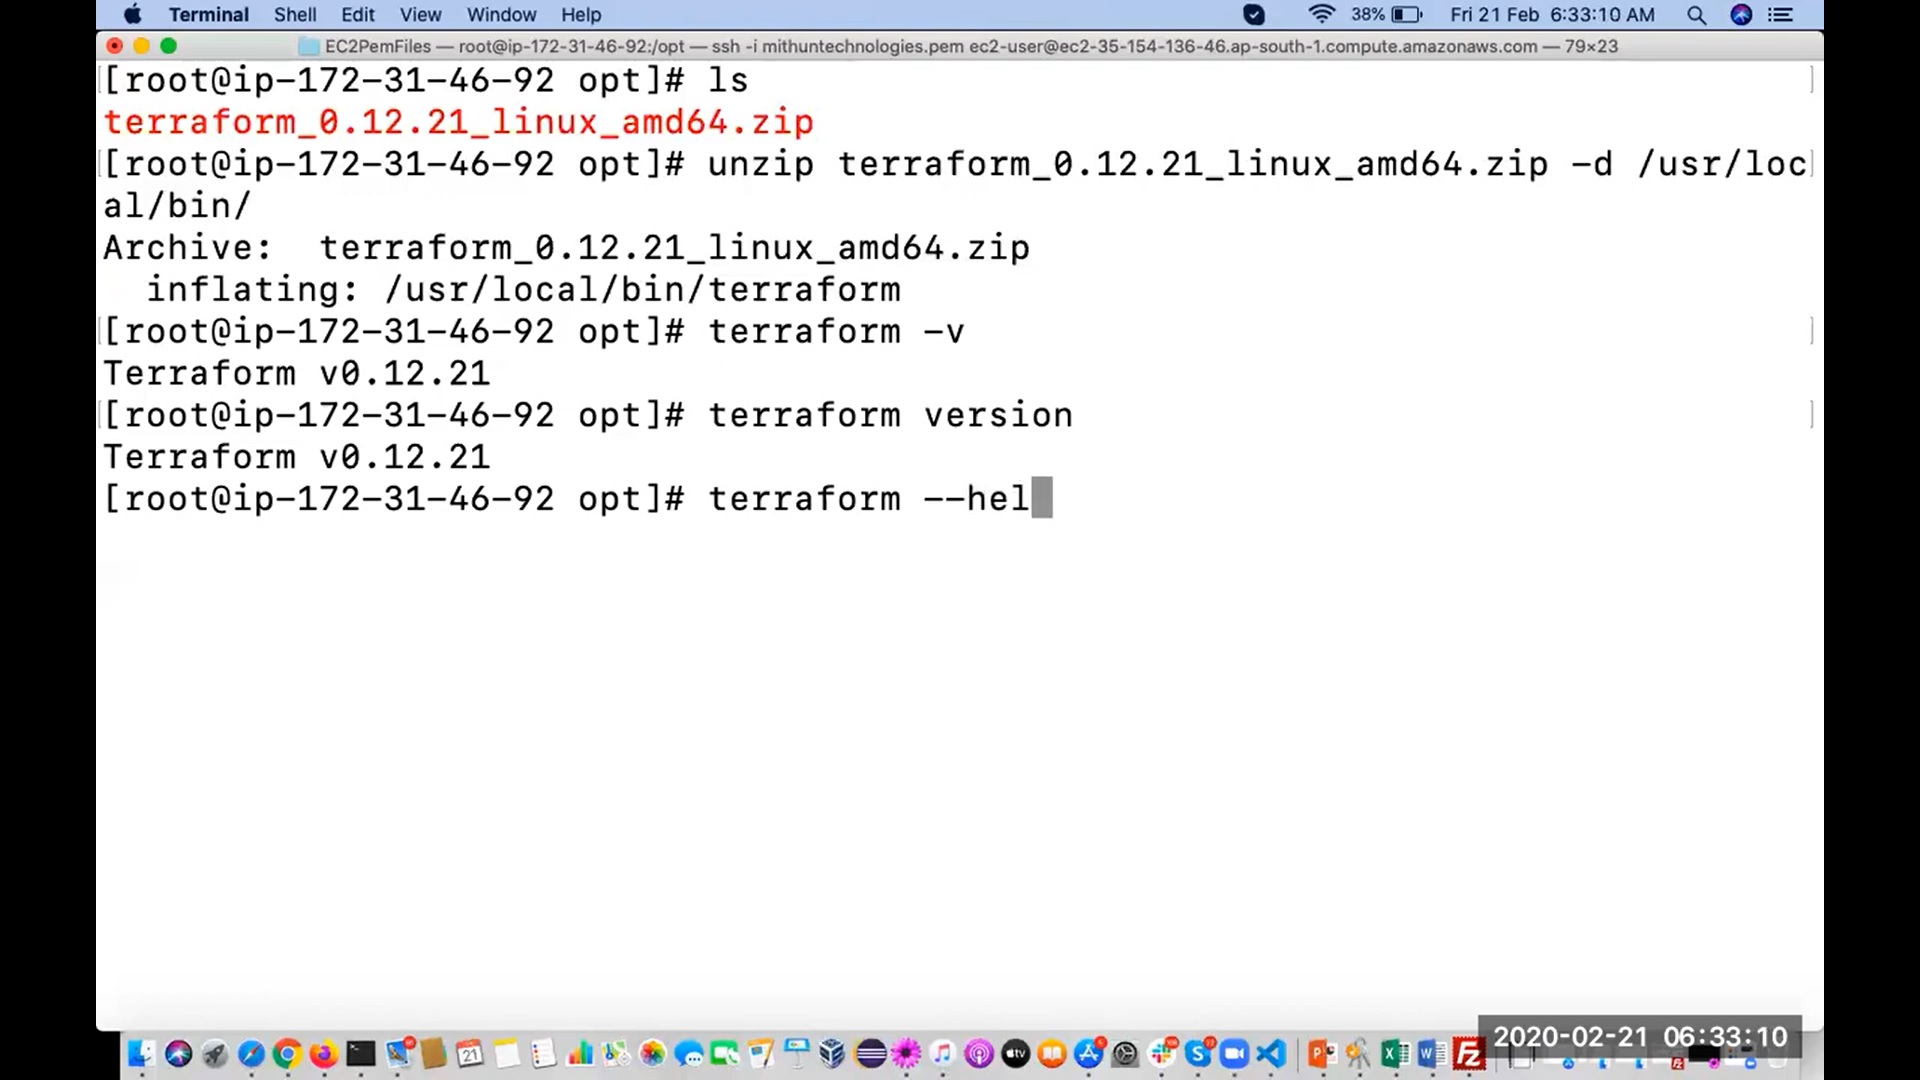 Terminal Shell Edit View Window Help 38% Fri 21 Feb 6:33:10 AM
EC2PemFiles — root@ip-172-31-46-92:/opt — ssh -i mithuntechnologies.pem ec2-user@ec2-35-154-136-46.ap-south-1.compute.amazonaws.com — 79×23
[root@ip-172-31-46-92 opt]# ls
terraform_0.12.21_linux_amd64.zip
[root@ip-172-31-46-92 opt]# unzip terraform_0.12.21_linux_amd64.zip -d /usr/loc
al/bin/
Archive:  terraform_0.12.21_linux_amd64.zip
  inflating: /usr/local/bin/terraform
[root@ip-172-31-46-92 opt]# terraform -v
Terraform v0.12.21
[root@ip-172-31-46-92 opt]# terraform version
Terraform v0.12.21
[root@ip-172-31-46-92 opt]# terraform --hel
2020-02-21 06:33:10